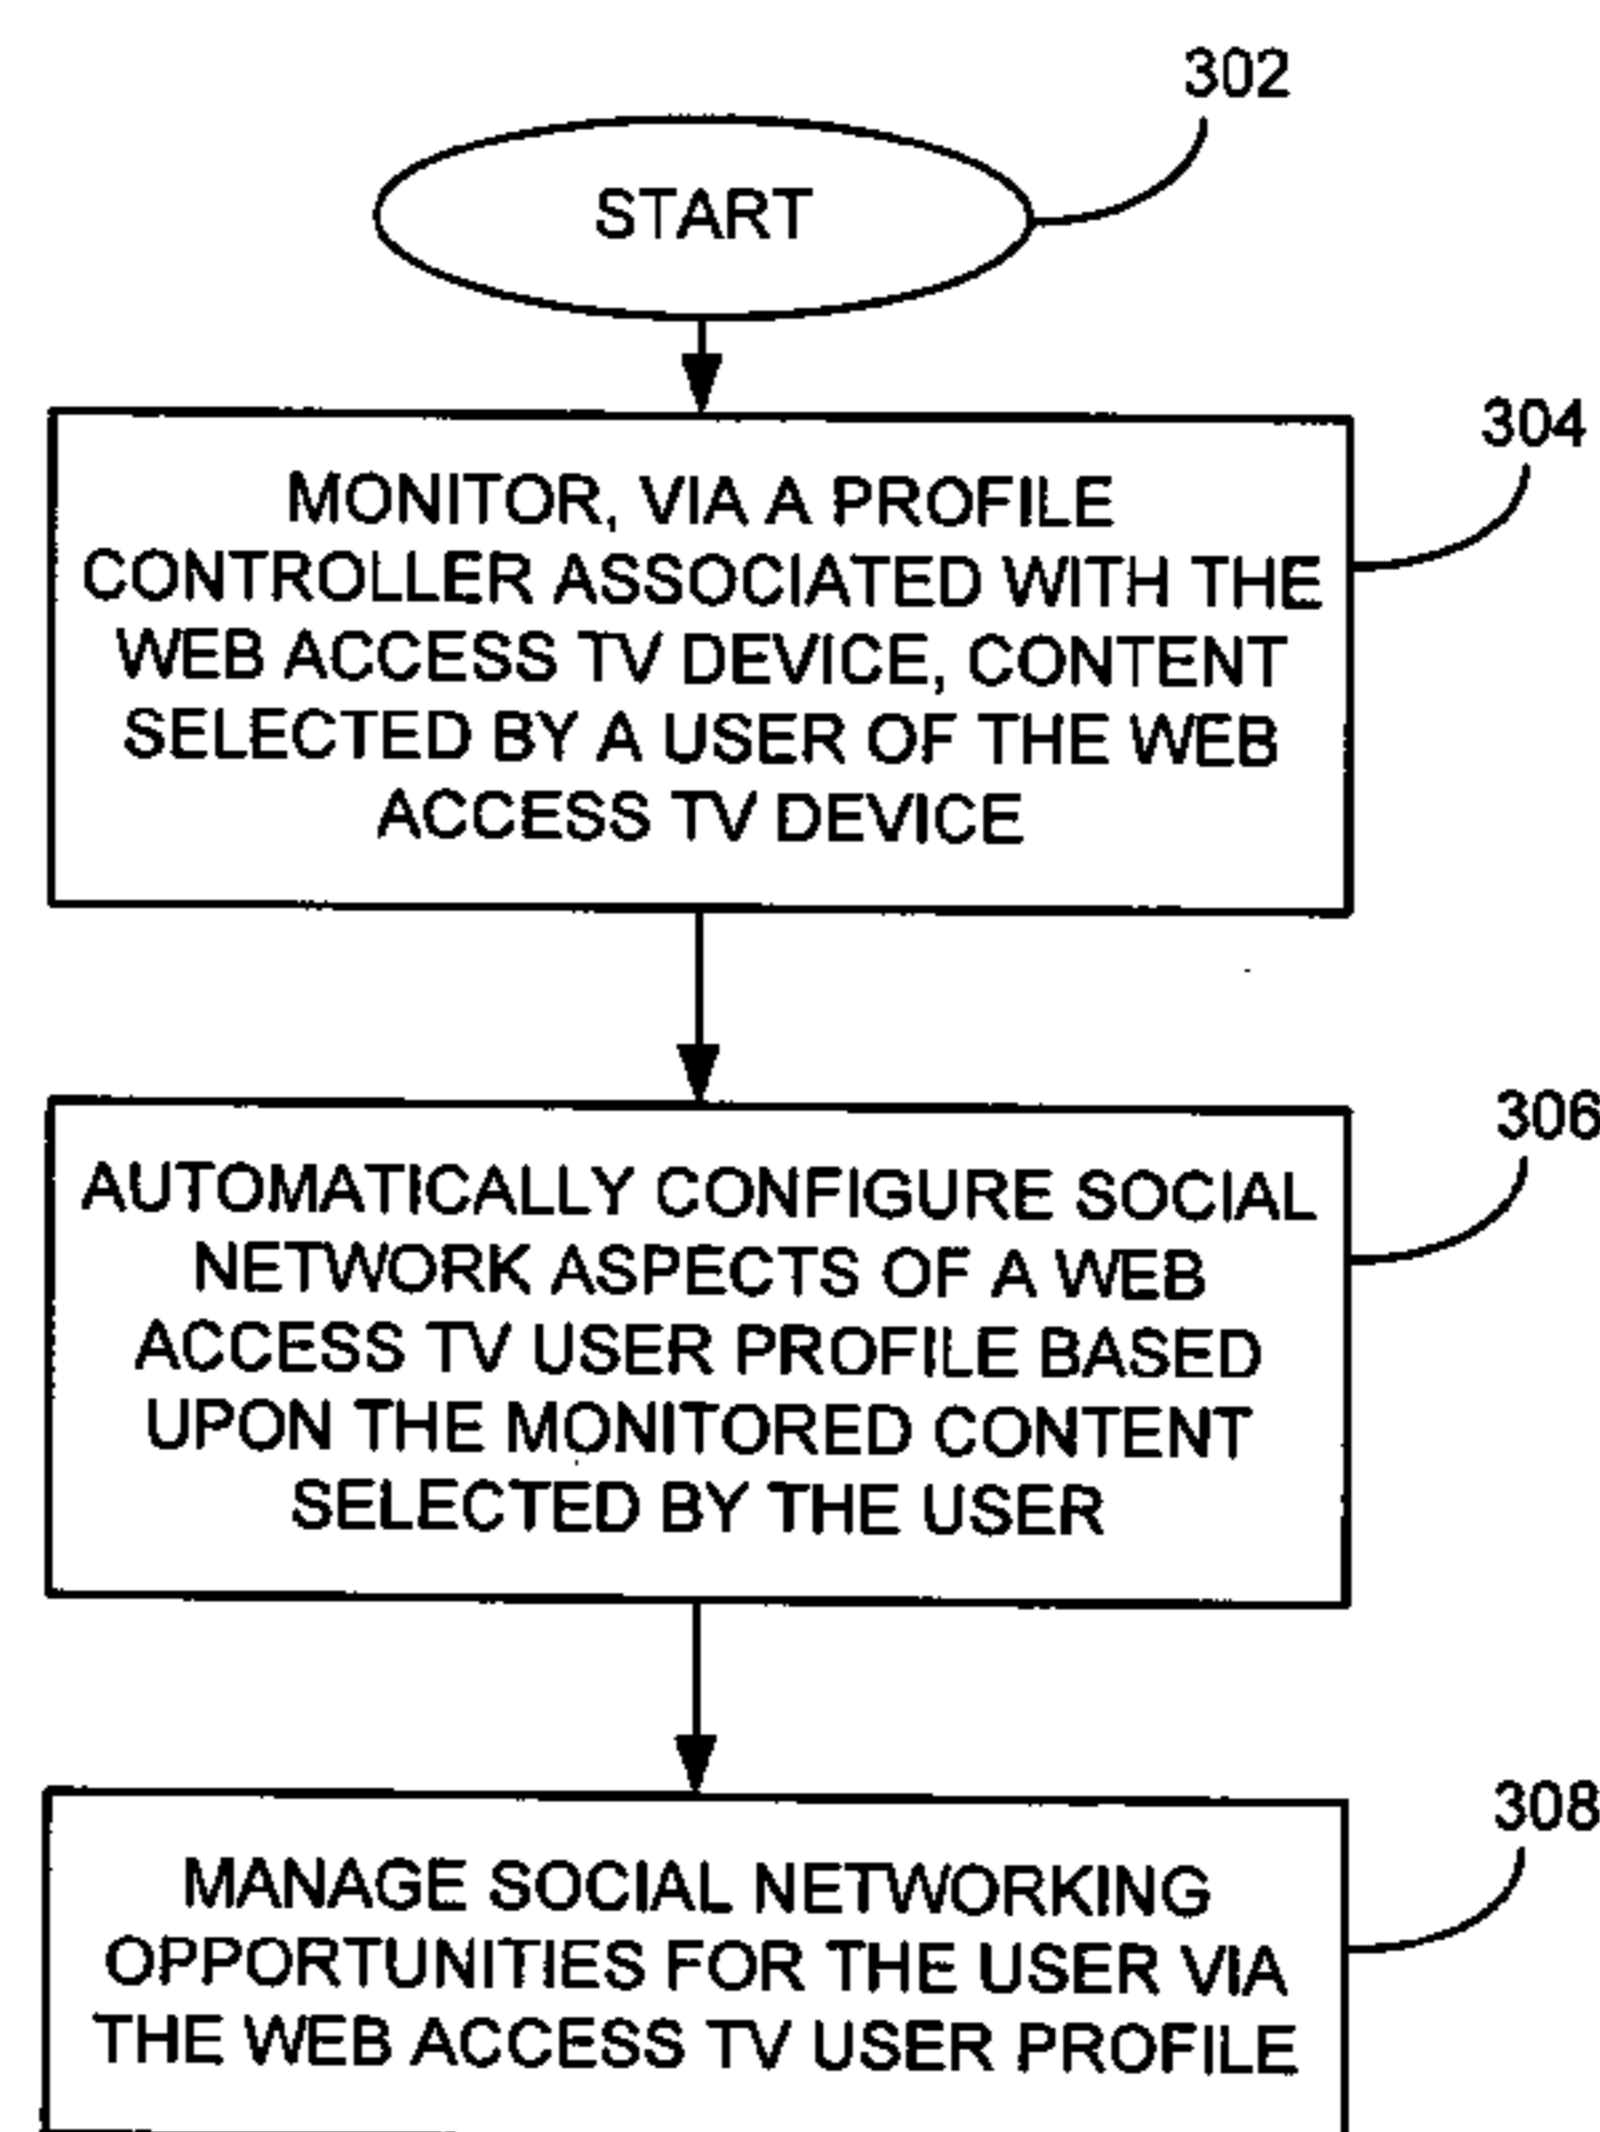 302
START
304
MONITOR, VIA A PROFILE
CONTROLLER ASSOCIATED WITH THE
WEB ACCESS TV DEVICE, CONTENT
SELECTED BY A USER OF THE WEB
ACCESS TV DEVICE
306
AUTOMATICALLY CONFIGURE SOCIAL
NETWORK ASPECTS OF A WEB
ACCESS TV USER PROFILE BASED
UPON THE MONITORED CONTENT
SELECTED BY THE USER
308
MANAGE SOCIAL NETWORKING
OPPORTUNITIES FOR THE USER VIA
THE WEB ACCESS TV USER PROFILE